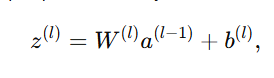 z^{(l)} = W^{(l)} a^{(l-1)} + b^{(l)},